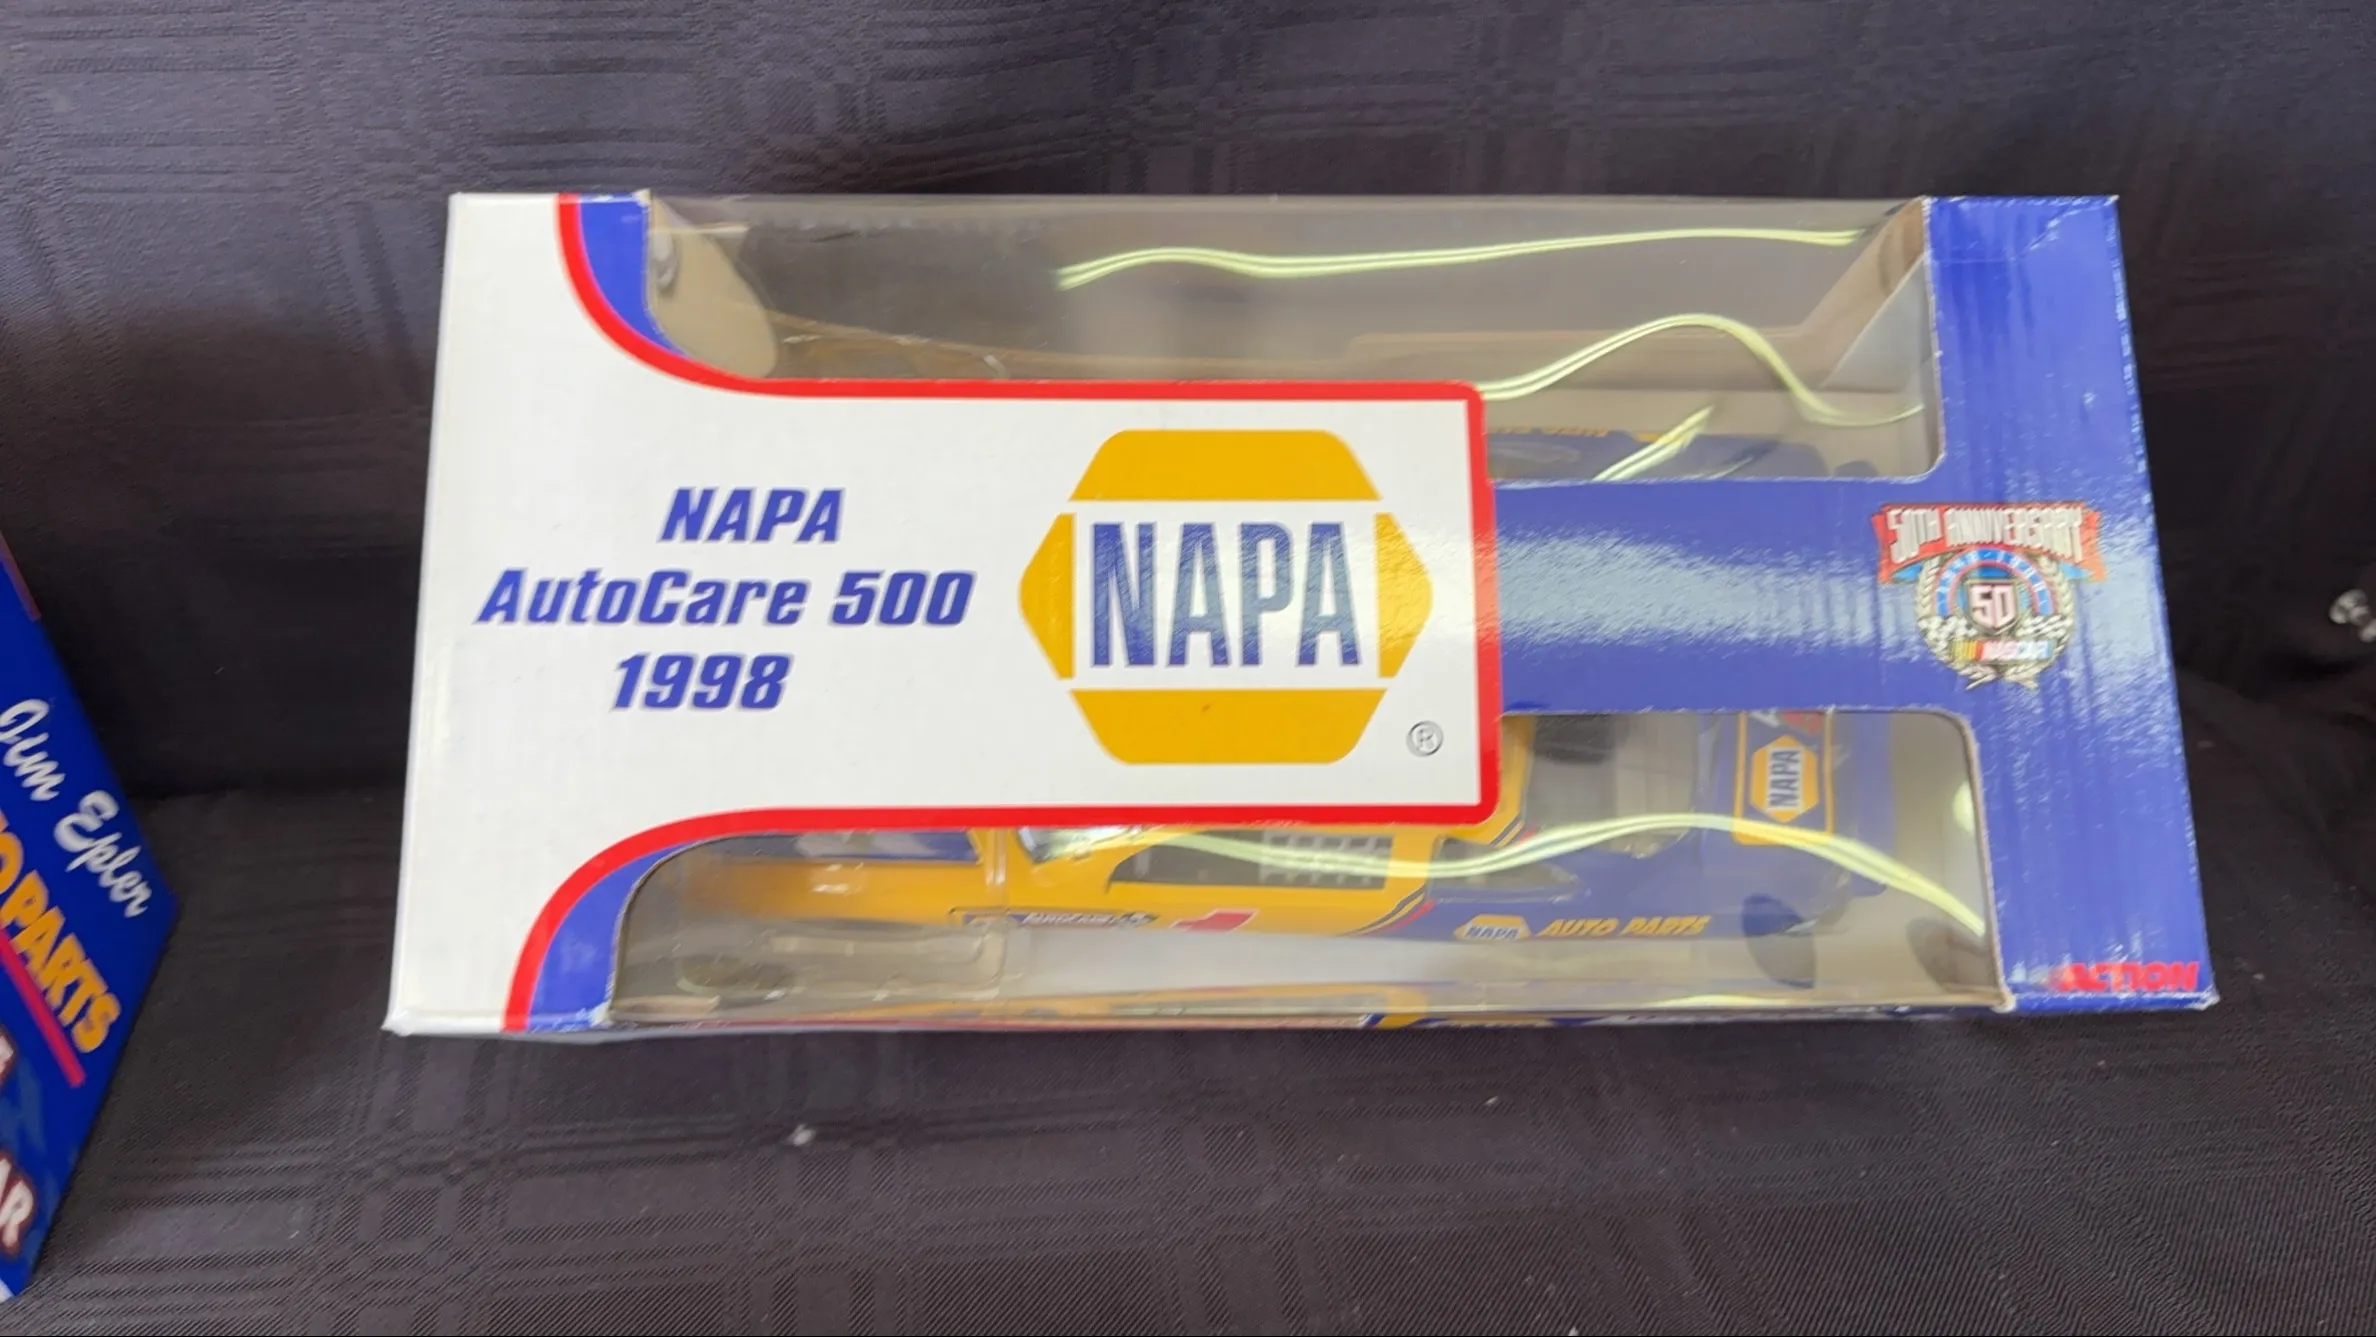 NAPA
AutoCare 500
1998
NAPA
®
50TH ANNIVERSARY
50
NASCAR
NAPA
NAPA AUTO PARTS
ACTION
Jim Epler
PARTS